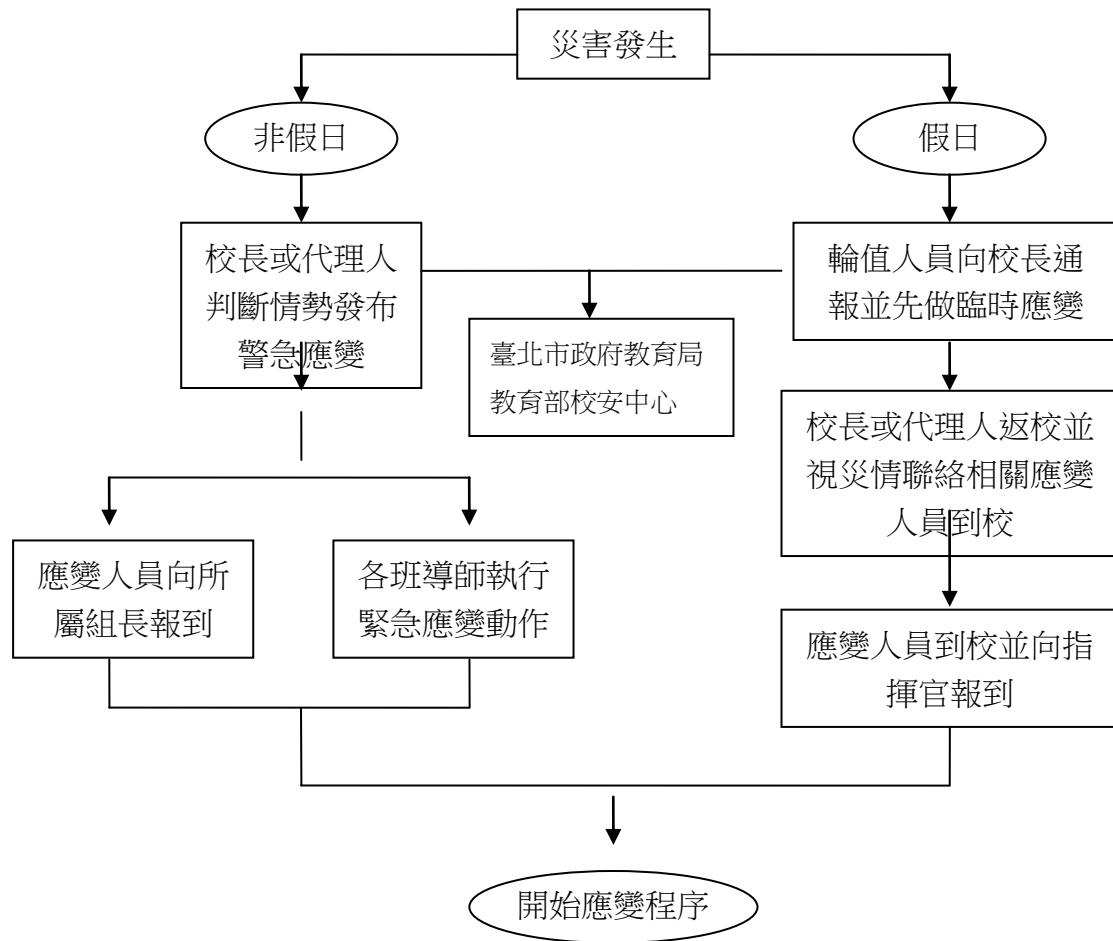 災害發生
非假日
假日
校長或代理人
判斷情勢發布
警急應變
輪值人員向校長通
報並先做臨時應變
臺北市政府教育局
教育部校安中心
校長或代理人返校並
視災情聯絡相關應變
人員到校
應變人員向所
屬組長報到
各班導師執行
緊急應變動作
應變人員到校並向指
揮官報到
開始應變程序